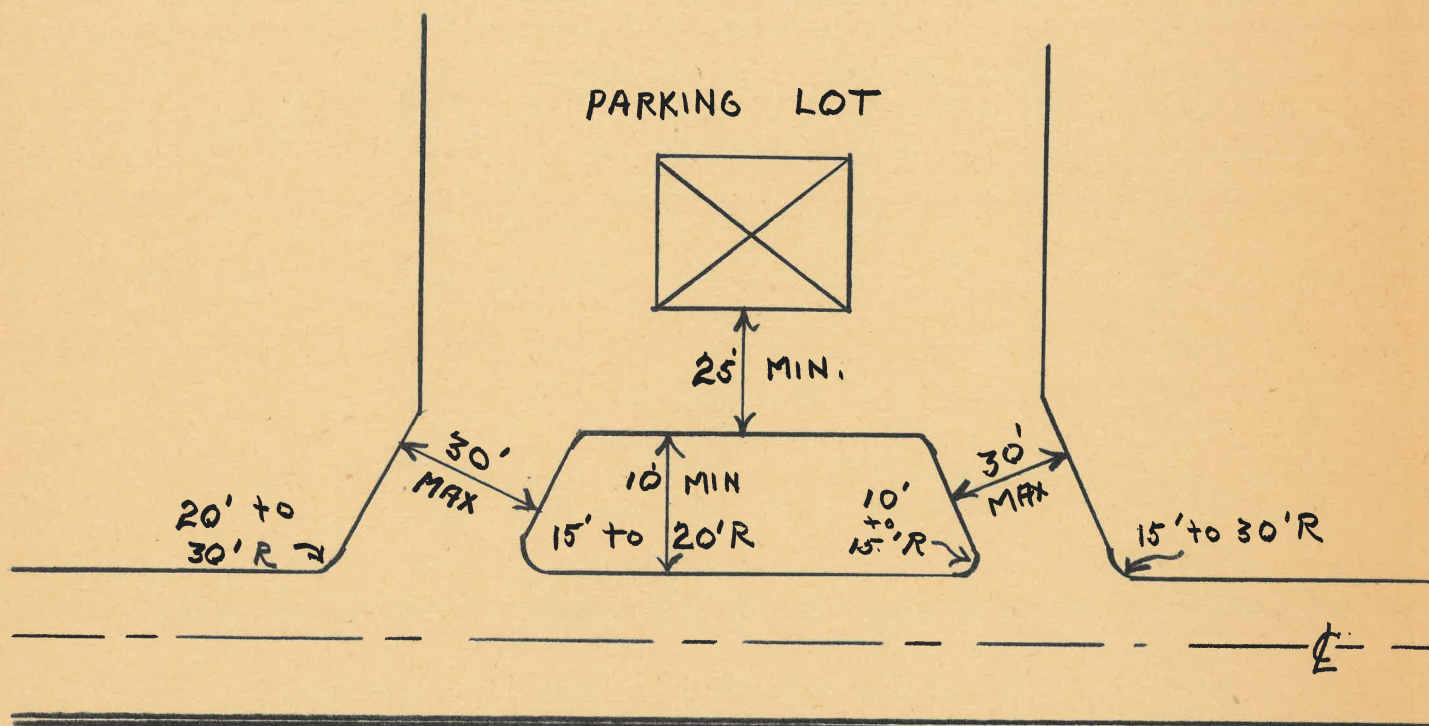 PARKING LOT
25' MIN.
30'
MAX
10' MIN
15' to 20'R
10'
to
15'R
30'
MAX
20' to
30'R
15' to 30'R
℄